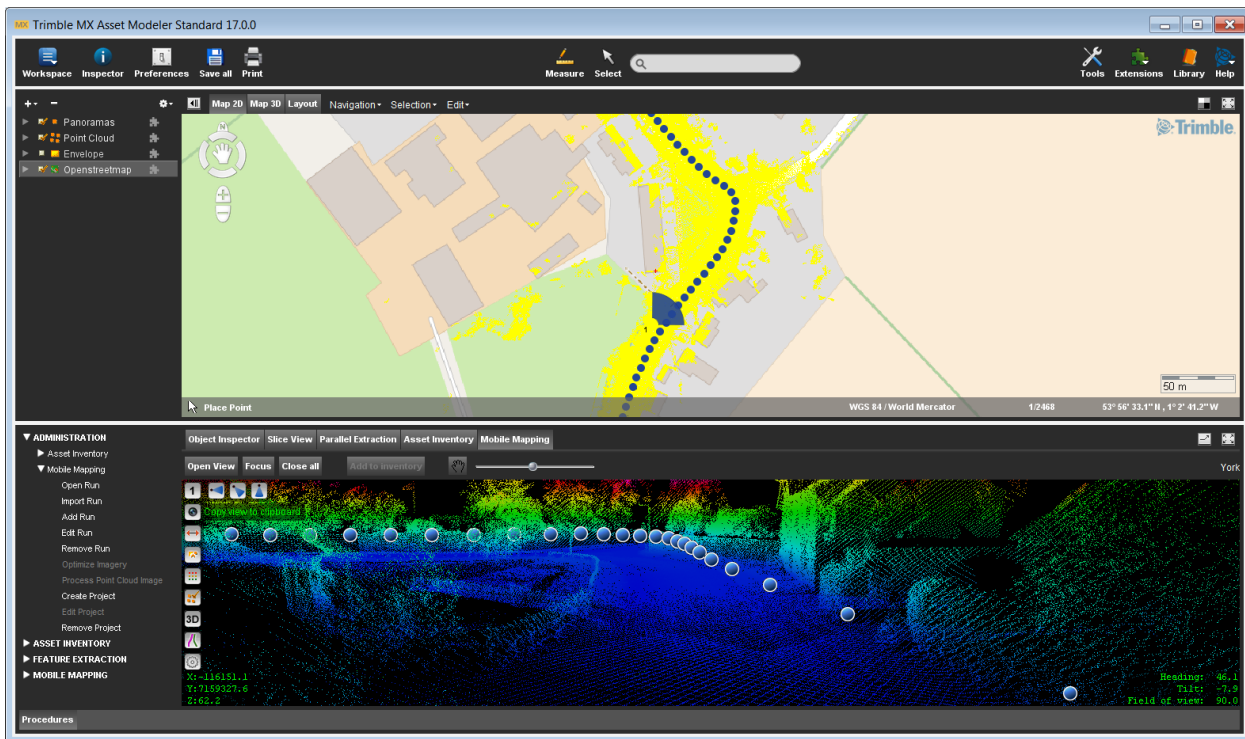 Trimble MX Asset Modeler Standard 17.0.0
Workspace Inspector Preferences Save all Print Measure Select Tools Extensions Library Help
Map 2D Map 3D Layout Navigation Selection Edit
Panoramas
Point Cloud
Envelope
Openstreetmap
N
Trimble
1
50 m
Place Point WGS 84 / World Mercator 1/2468 53° 56' 33.1" N , 1° 2' 41.2" W
ADMINISTRATION
Asset Inventory
Mobile Mapping
Open Run
Import Run
Add Run
Edit Run
Remove Run
Optimize Imagery
Process Point Cloud Image
Create Project
Edit Project
Remove Project
ASSET INVENTORY
FEATURE EXTRACTION
MOBILE MAPPING
Object Inspector Slice View Parallel Extraction Asset Inventory Mobile Mapping
Open View Focus Close all Add to inventory York
1
Copy view to clipboard
3D
X:-116151.1
Y:7159327.6
Z:62.2
Heading: 46.1
Tilt: -7.9
Field of view: 90.0
Procedures